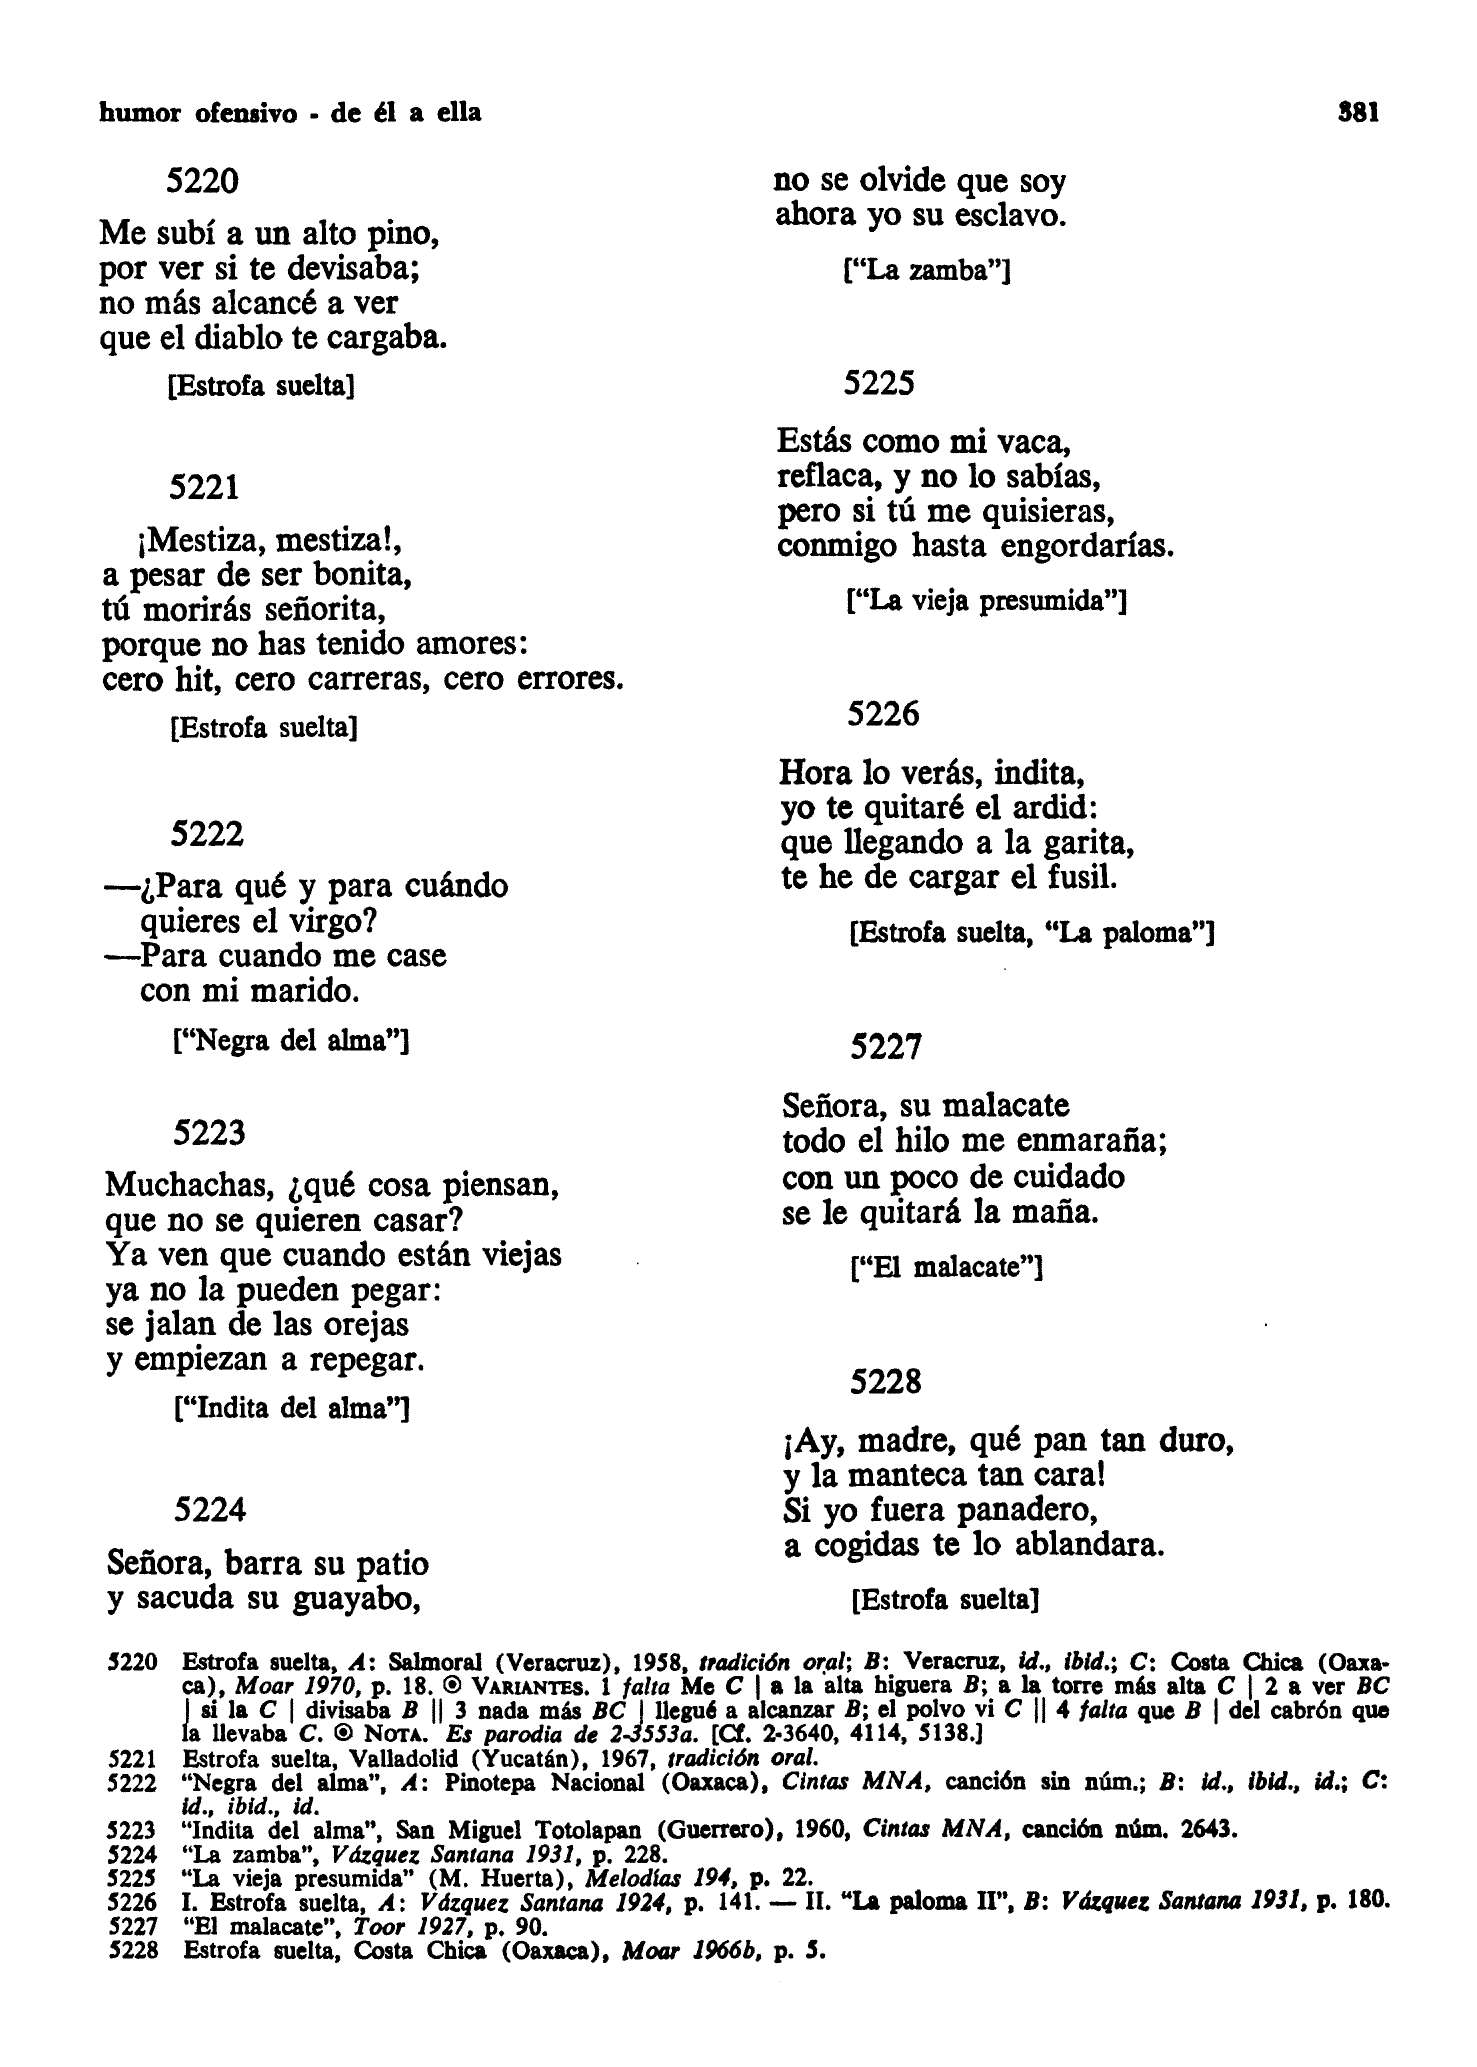 humor ofensivo - de él a ella 381
5220
Me subí a un alto pino,
por ver si te devisaba;
no más alcancé a ver
que el diablo te cargaba.
[Estrofa suelta]
5221
¡Mestiza, mestiza!,
a pesar de ser bonita,
tú morirás señorita,
porque no has tenido amores:
cero hit, cero carreras, cero errores.
[Estrofa suelta]
5222
—¿Para qué y para cuándo
quieres el virgo?
—Para cuando me case
con mi marido.
[“Negra del alma”]
5223
Muchachas, ¿qué cosa piensan,
que no se quieren casar?
Ya ven que cuando están viejas
ya no la pueden pegar:
se jalan de las orejas
y empiezan a repegar.
[“Indita del alma”]
5224
Señora, barra su patio
y sacuda su guayabo,
no se olvide que soy
ahora yo su esclavo.
[“La zamba”]
5225
Estás como mi vaca,
reflaca, y no lo sabías,
pero si tú me quisieras,
conmigo hasta engordarías.
[“La vieja presumida”]
5226
Hora lo verás, indita,
yo te quitaré el ardid:
que llegando a la garita,
te he de cargar el fusil.
[Estrofa suelta, “La paloma”]
5227
Señora, su malacate
todo el hilo me enmaraña;
con un poco de cuidado
se le quitará la maña.
[“El malacate”]
5228
¡Ay, madre, qué pan tan duro,
y la manteca tan cara!
Si yo fuera panadero,
a cogidas te lo ablandara.
[Estrofa suelta]
5220 Estrofa suelta, A: Salmoral (Veracruz), 1958, tradición oral; B: Veracruz, id., ibid.; C: Costa Chica (Oaxa-
ca), Moar 1970, p. 18. ⊙ VARIANTES. 1 falta Me C | a la alta higuera B; a la torre más alta C | 2 a ver BC
| si la C | divisaba B || 3 nada más BC | llegué a alcanzar B; el polvo vi C || 4 falta que B | del cabrón que
la llevaba C. ⊙ NOTA. Es parodia de 2-3553a. [Cf. 2-3640, 4114, 5138.]
5221 Estrofa suelta, Valladolid (Yucatán), 1967, tradición oral.
5222 “Negra del alma”, A: Pinotepa Nacional (Oaxaca), Cintas MNA, canción sin núm.; B: id., ibid., id.; C:
id., ibid., id.
5223 “Indita del alma”, San Miguel Totolapan (Guerrero), 1960, Cintas MNA, canción núm. 2643.
5224 “La zamba”, Vázquez Santana 1931, p. 228.
5225 “La vieja presumida” (M. Huerta), Melodías 194, p. 22.
5226 I. Estrofa suelta, A: Vázquez Santana 1924, p. 141. — II. “La paloma II”, B: Vázquez Santana 1931, p. 180.
5227 “El malacate”, Toor 1927, p. 90.
5228 Estrofa suelta, Costa Chica (Oaxaca), Moar 1966b, p. 5.